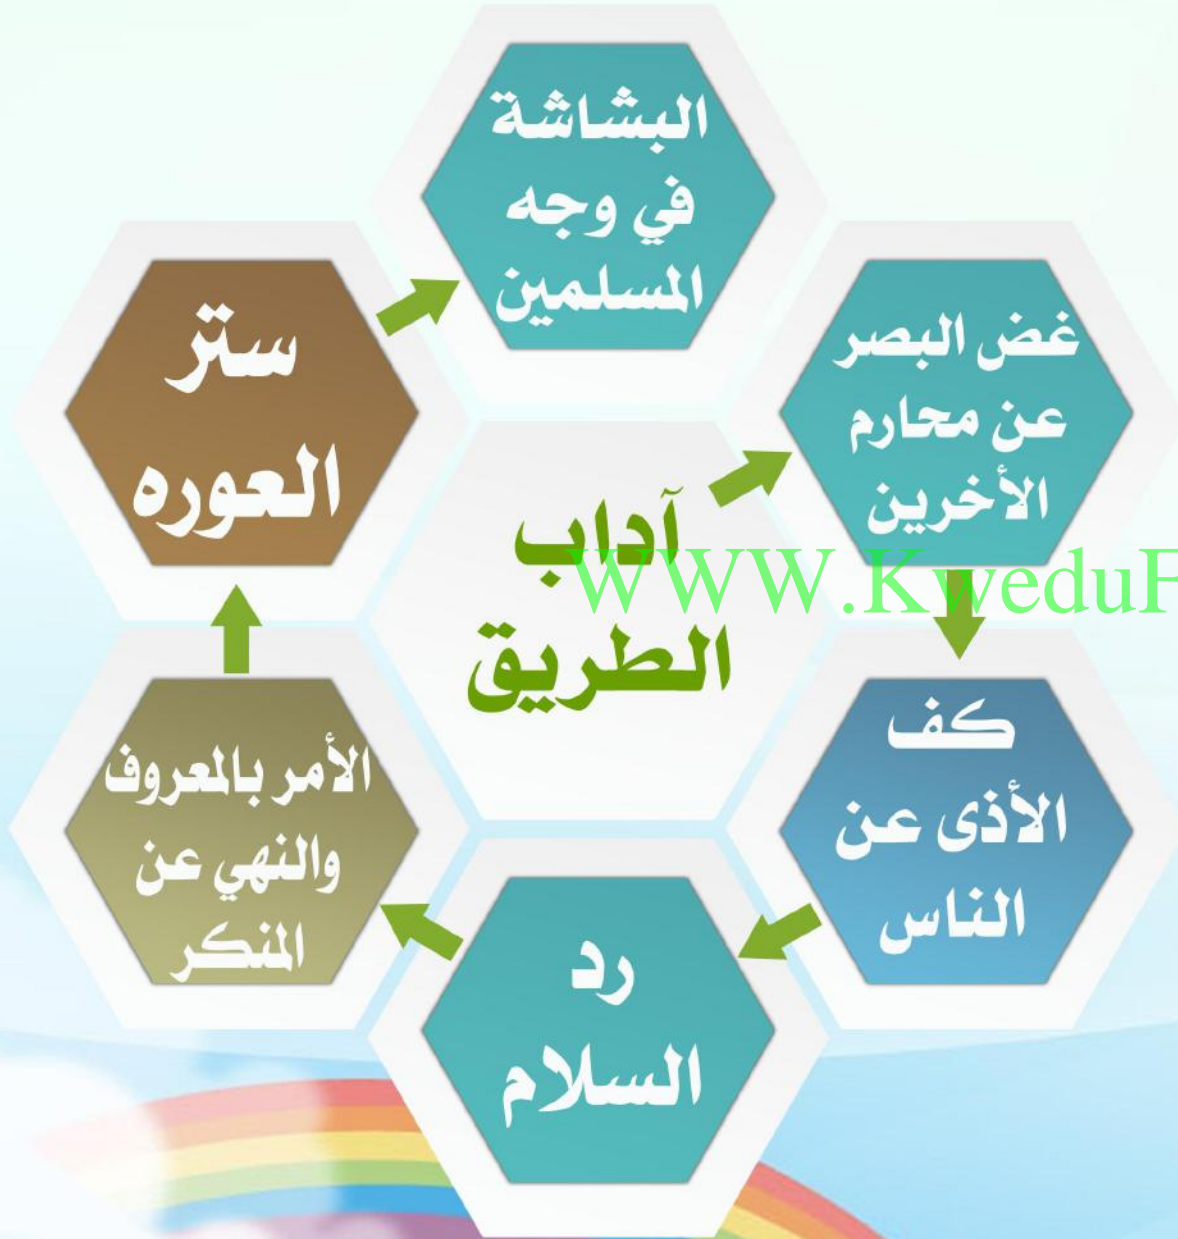 آداب
الطريق
غض البصر
عن محارم
الأخرين
كف
الأذى عن
الناس
رد
السلام
الأمر بالمعروف
والنهي عن
المنكر
ستر
العوره
البشاشة
في وجه
المسلمين
WWW.KweduF